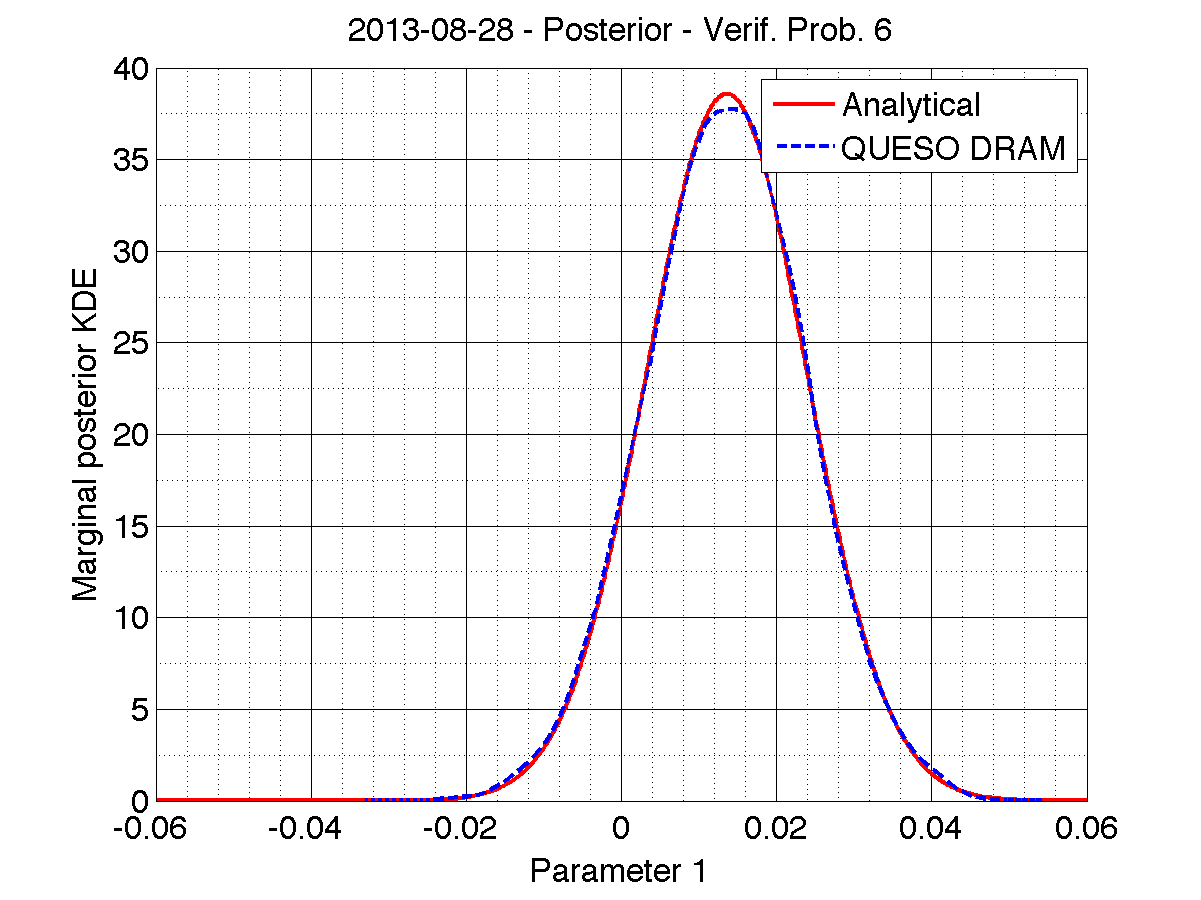 2013-08-28 - Posterior - Verif. Prob. 6
40
35
30
25
20
15
10
5
0
Marginal posterior KDE
Analytical
QUESO DRAM
-0.06 -0.04 -0.02 0 0.02 0.04 0.06
Parameter 1